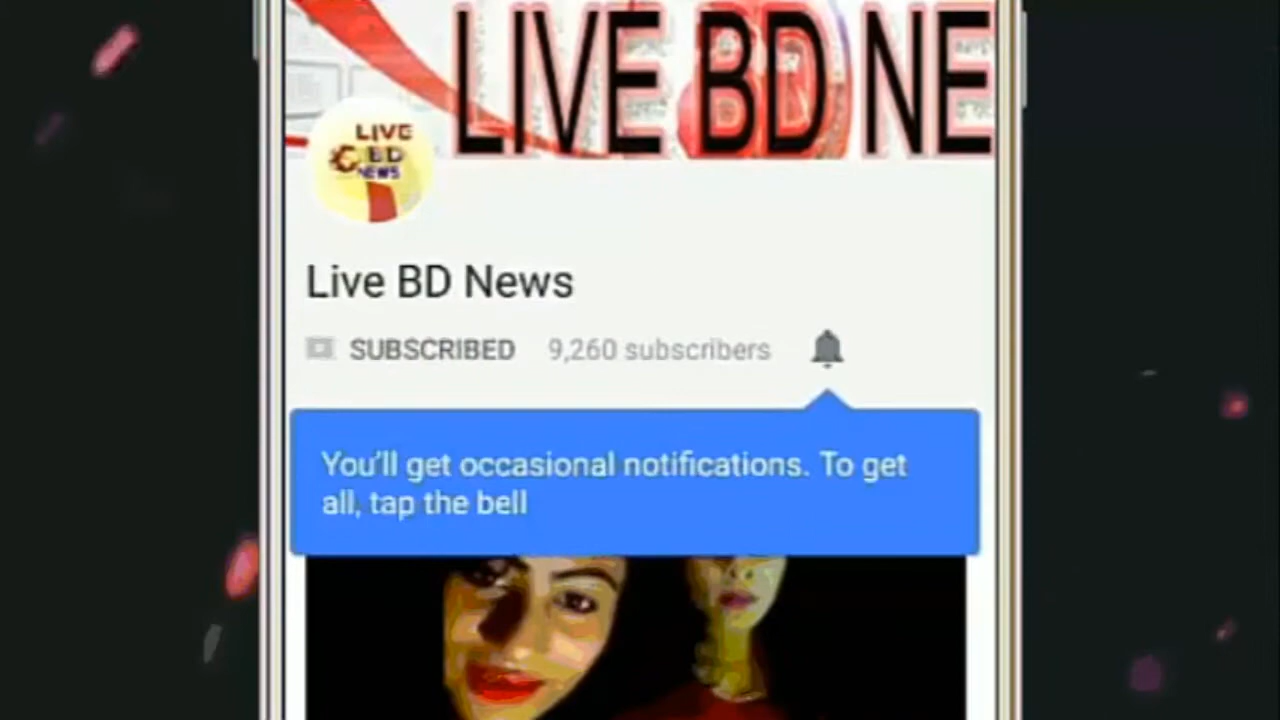 LIVE BD NE
LIVE
BD
NEWS
Live BD News
SUBSCRIBED 9,260 subscribers
You'll get occasional notifications. To get
all, tap the bell